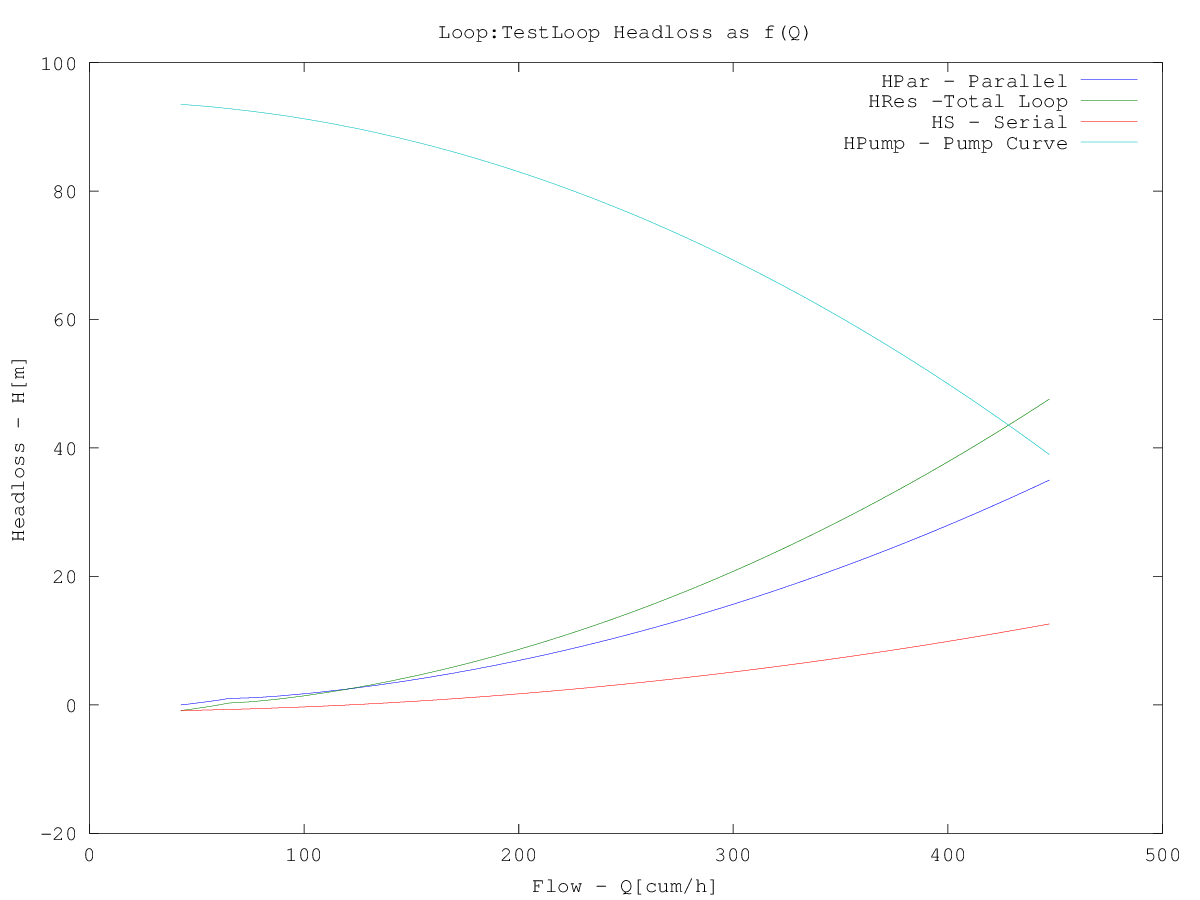 Loop:TestLoop Headloss as f(Q)
100
80
60
40
20
0
-20
HPar - Parallel
HRes -Total Loop
HS - Serial
HPump - Pump Curve
Headloss - H[m]
0 100 200 300 400 500
Flow - Q[cum/h]